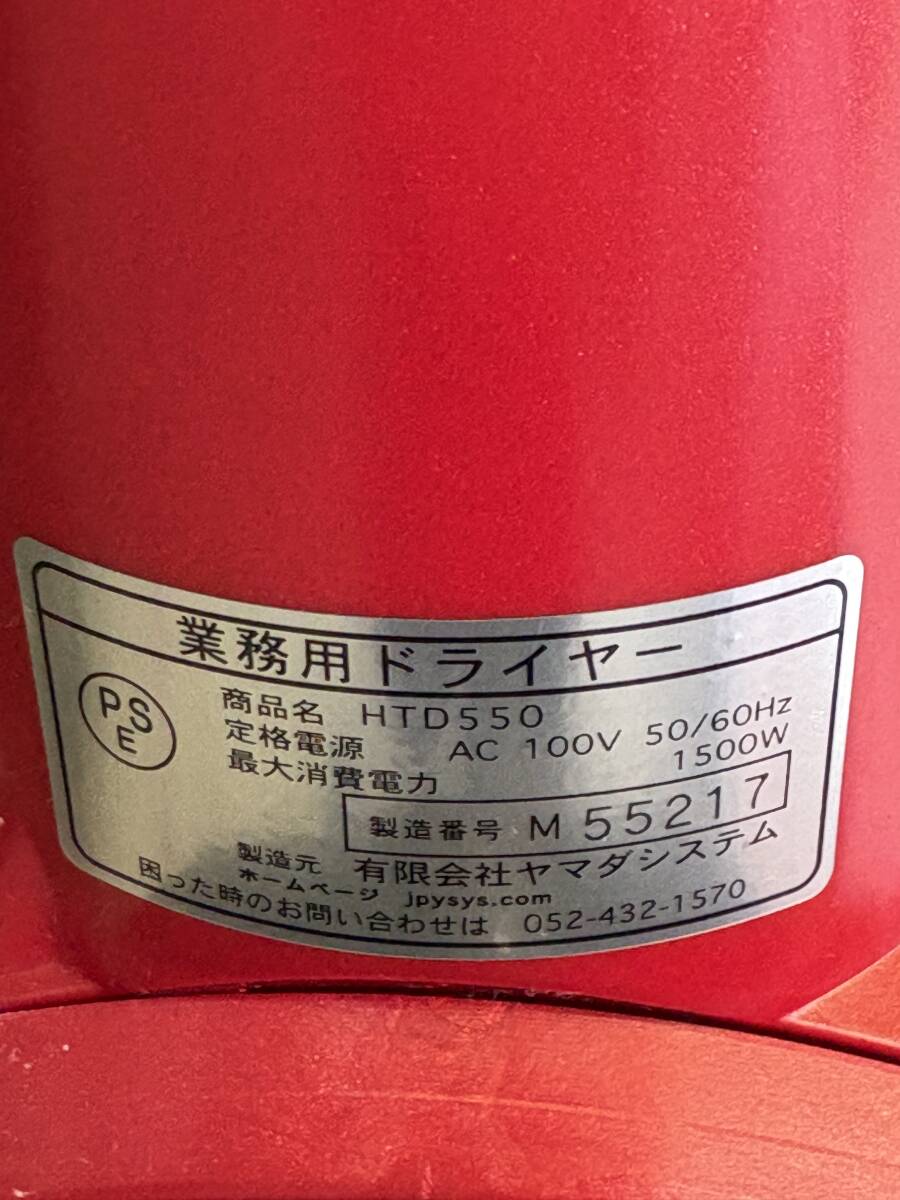 業務用ドライヤー
PS
E
商品名 HTD550
定格電源 AC 100V 50/60Hz
最大消費電力 1500W
製造番号 M 55217
製造元 有限会社ヤマダシステム
ホームページ jpysys.com
困った時のお問い合わせは 052-432-1570